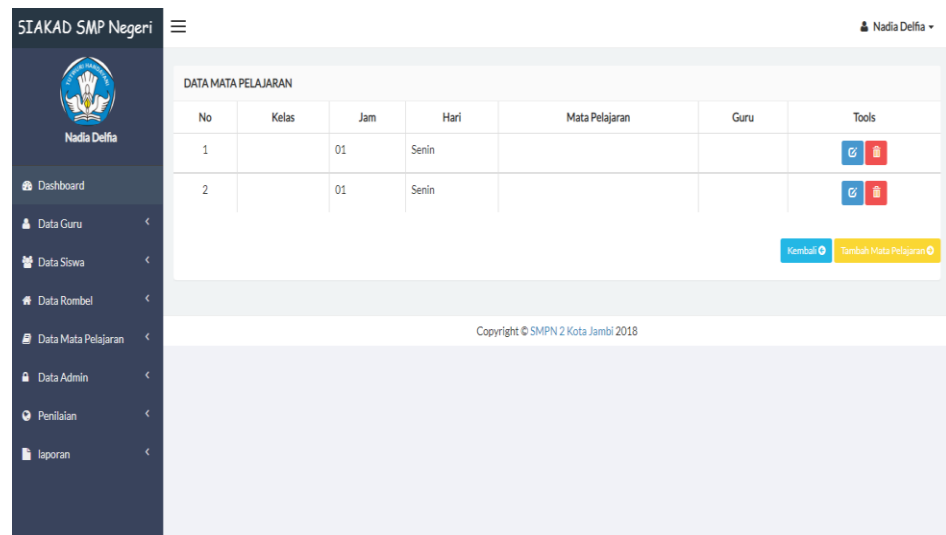 SIAKAD SMP Negeri
Nadia Delfia
TUTWURI HANDAYANI
Nadia Delfia
Dashboard
Data Guru
Data Siswa
Data Rombel
Data Mata Pelajaran
Data Admin
Penilaian
laporan
DATA MATA PELAJARAN
No Kelas Jam Hari Mata Pelajaran Guru Tools
1 01 Senin
2 01 Senin
Kembali Tambah Mata Pelajaran
Copyright © SMPN 2 Kota Jambi 2018